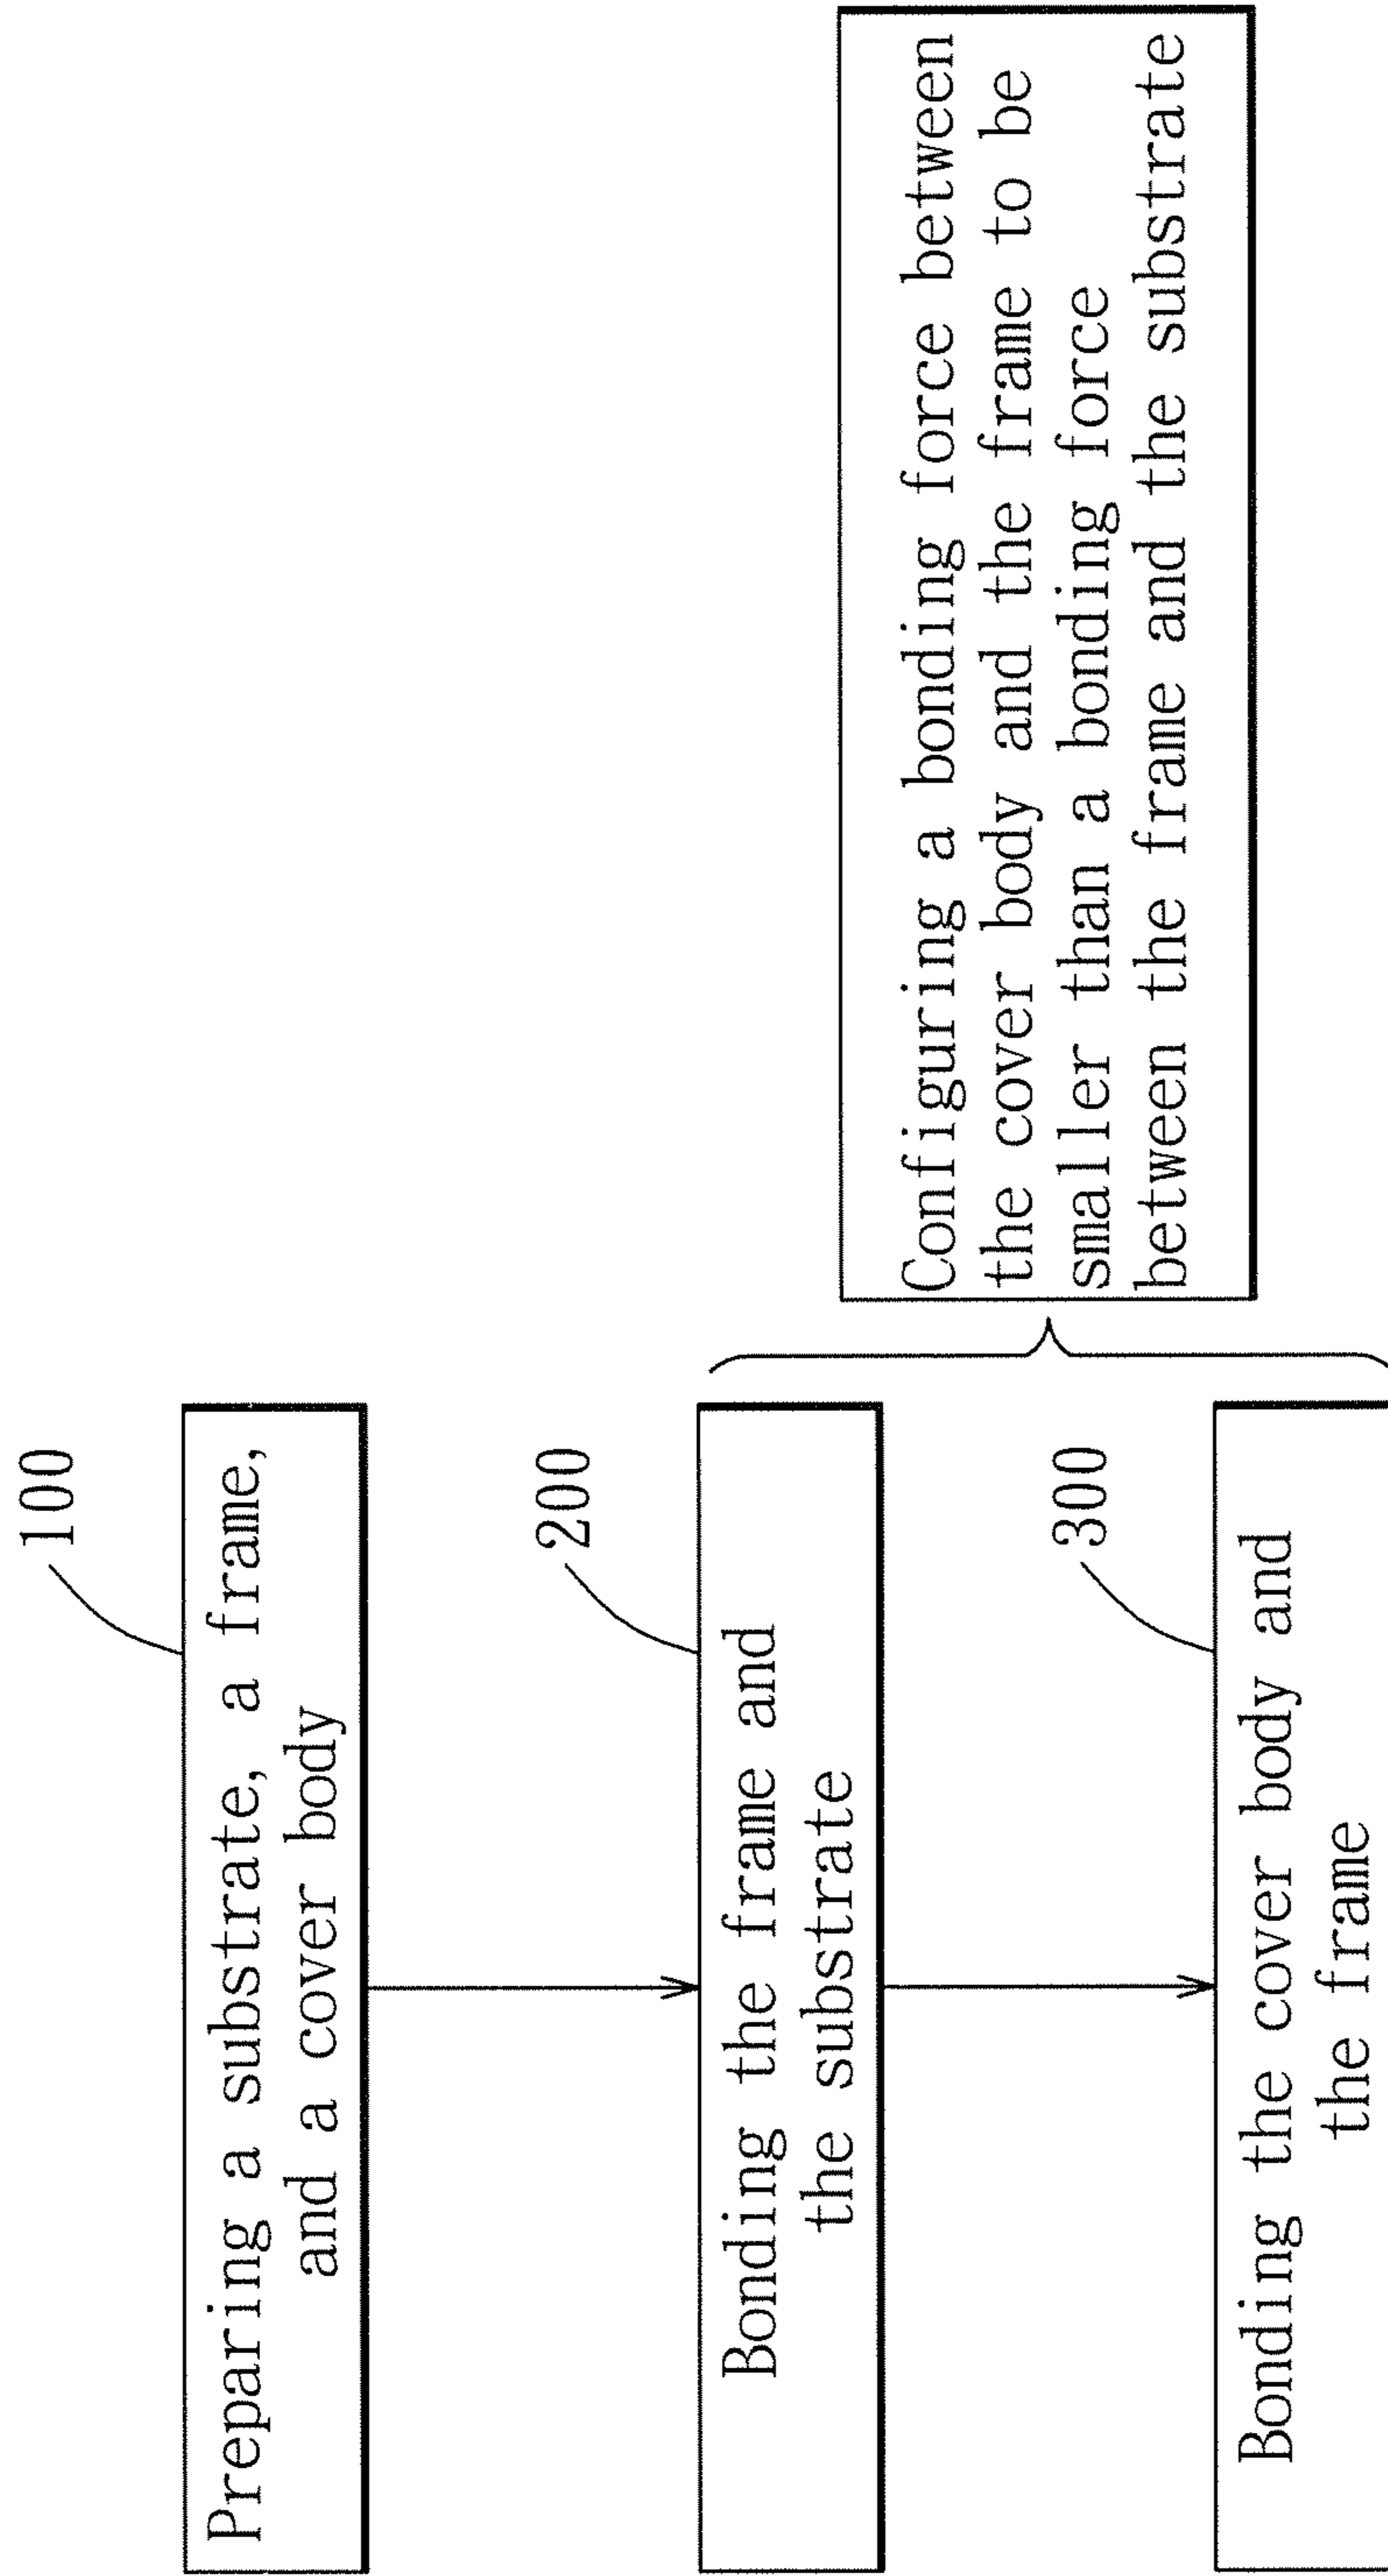 100
Preparing a substrate, a frame,
and a cover body
200
Bonding the frame and
the substrate
300
Bonding the cover body and
the frame
Configuring a bonding force between
the cover body and the frame to be
smaller than a bonding force
between the frame and the substrate